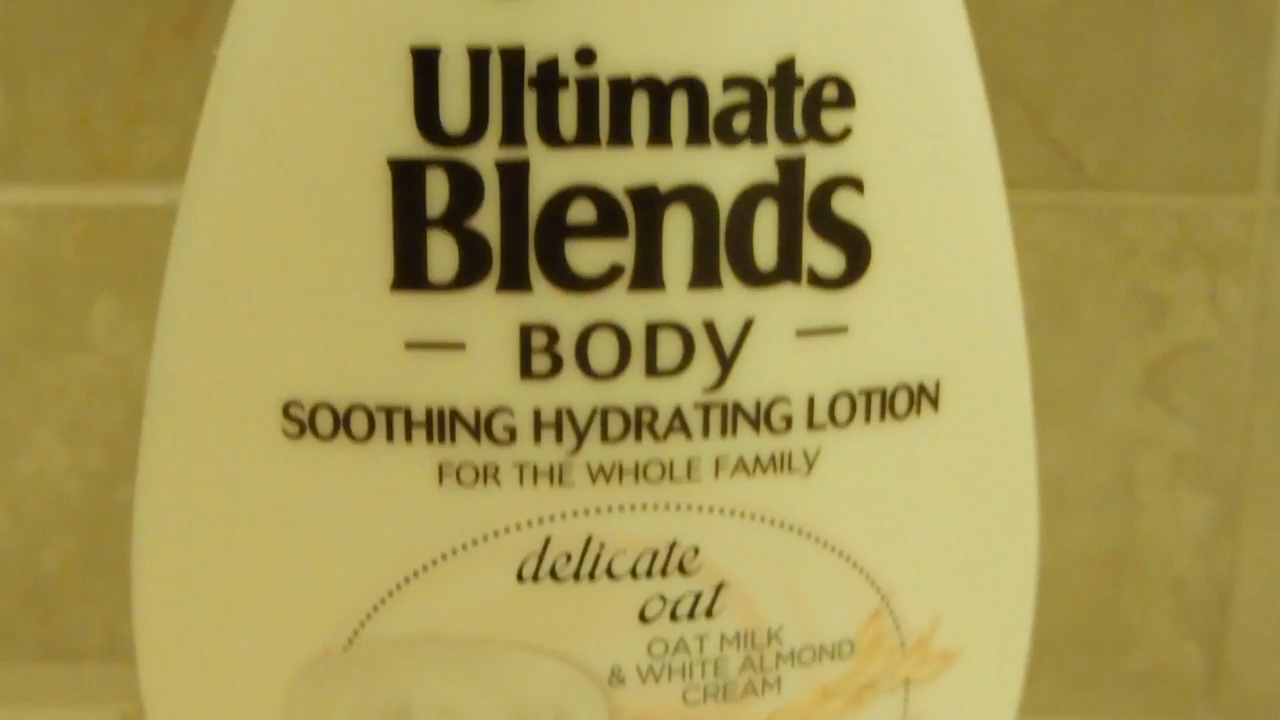 Ultimate
Blends
— BODY —
SOOTHING HYDRATING LOTION
FOR THE WHOLE FAMILY
delicate
oat
OAT MILK
& WHITE ALMOND
CREAM